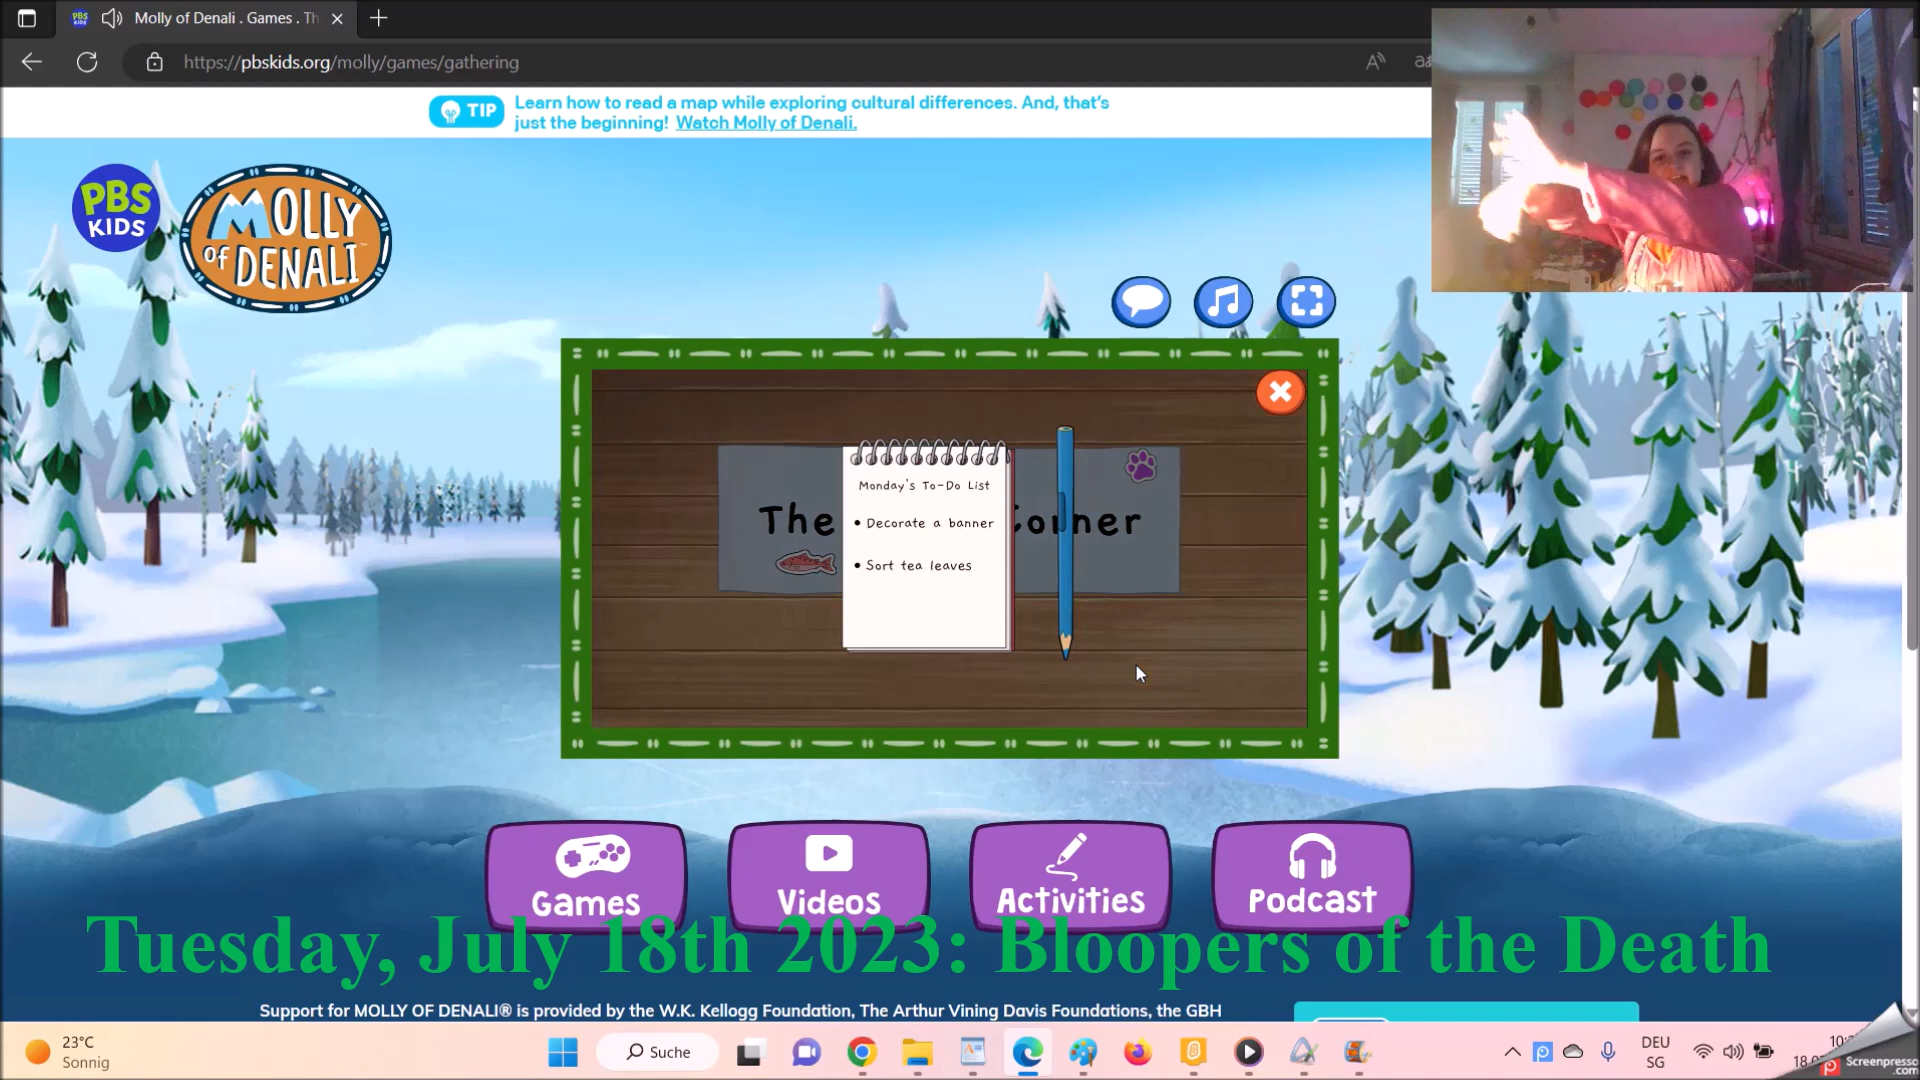 Molly of Denali . Games . Th
https://pbskids.org/molly/games/gathering
TIP
Learn how to read a map while exploring cultural differences. And, that's
just the beginning! Watch Molly of Denali.
PBS
KIDS
MOLLY
OF DENALI
Monday's To-Do List
The
• Decorate a banner
Corner
• Sort tea leaves
Games
Videos
Activities
Podcast
Tuesday, July 18th 2023: Bloopers of the Death
Support for MOLLY OF DENALI® is provided by the W.K. Kellogg Foundation, The Arthur Vining Davis Foundations, the GBH
23°C
Sonnig
Suche
DEU
SG
Screenpresso
.com